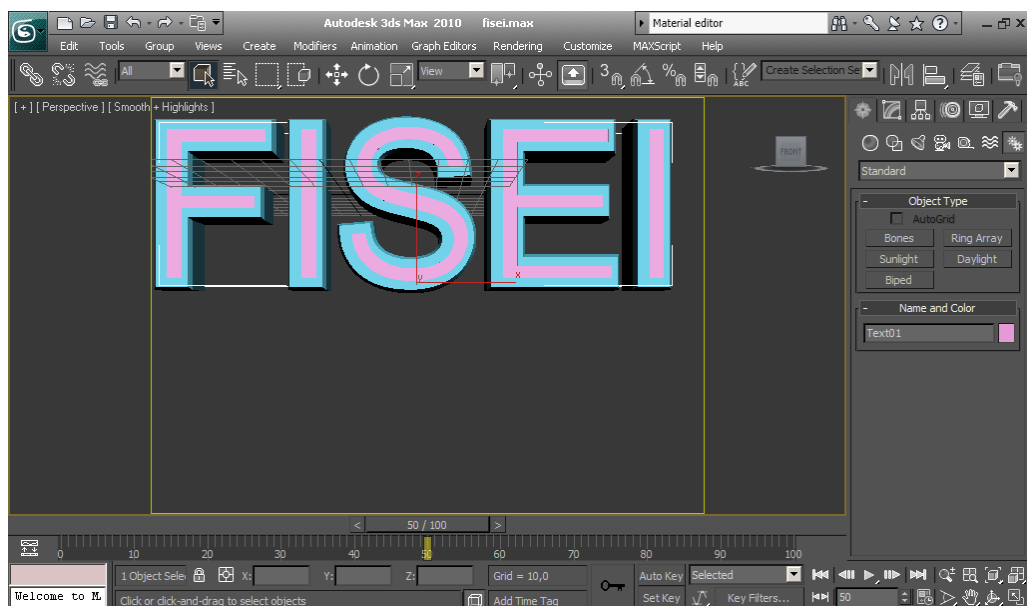 Autodesk 3ds Max 2010 fisei.max
Material editor
Edit Tools Group Views Create Modifiers Animation Graph Editors Rendering Customize MAXScript Help
All
View
3
%
ABC
Create Selection Se
[ + ] [ Perspective ] [ Smooth + Highlights ]
FISEI
FRONT
x
y
Standard
- Object Type
AutoGrid
Bones Ring Array
Sunlight Daylight
Biped
- Name and Color
Text01
< 50 / 100 >
0 10 20 30 40 50 60 70 80 90 100
1 Object Selec X: Y: Z: Grid = 10,0 Auto Key Selected
Welcome to M. Click or click-and-drag to select objects Add Time Tag Set Key Key Filters... 50